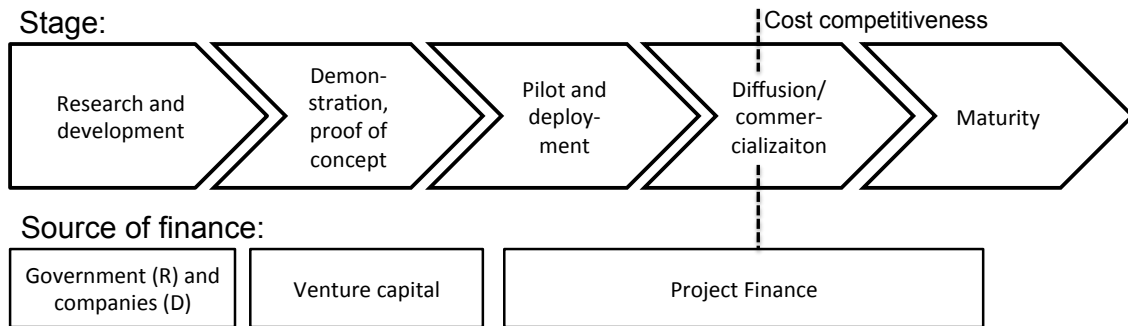 Stage:
Cost competitiveness
Research and
development
Demon-
stration,
proof of
concept
Pilot and
deploy-
ment
Diffusion/
commer-
cializaiton
Maturity
Source of finance:
Government (R) and
companies (D)
Venture capital
Project Finance